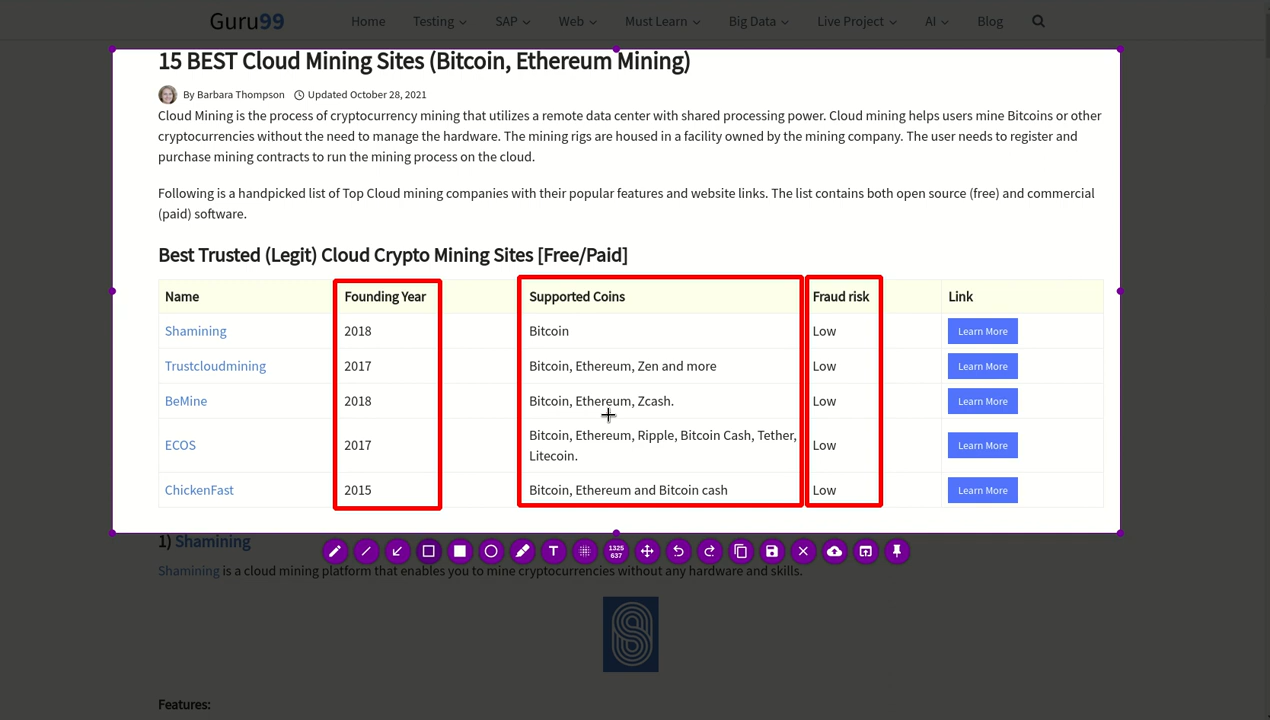 Guru99 Home Testing SAP Web Must Learn Big Data Live Project AI Blog
15 BEST Cloud Mining Sites (Bitcoin, Ethereum Mining)
By Barbara Thompson Updated October 28, 2021
Cloud Mining is the process of cryptocurrency mining that utilizes a remote data center with shared processing power. Cloud mining helps users mine Bitcoins or other
cryptocurrencies without the need to manage the hardware. The mining rigs are housed in a facility owned by the mining company. The user needs to register and
purchase mining contracts to run the mining process on the cloud.
Following is a handpicked list of Top Cloud mining companies with their popular features and website links. The list contains both open source (free) and commercial
(paid) software.
Best Trusted (Legit) Cloud Crypto Mining Sites [Free/Paid]
Name Founding Year Supported Coins Fraud risk Link
Shamining 2018 Bitcoin Low Learn More
Trustcloudmining 2017 Bitcoin, Ethereum, Zen and more Low Learn More
BeMine 2018 Bitcoin, Ethereum, Zcash. Low Learn More
ECOS 2017 Bitcoin, Ethereum, Ripple, Bitcoin Cash, Tether,
Litecoin. Low Learn More
ChickenFast 2015 Bitcoin, Ethereum and Bitcoin cash Low Learn More
1) Shamining
T 1325
637
Shamining is a cloud mining platform that enables you to mine cryptocurrencies without any hardware and skills.
Features: